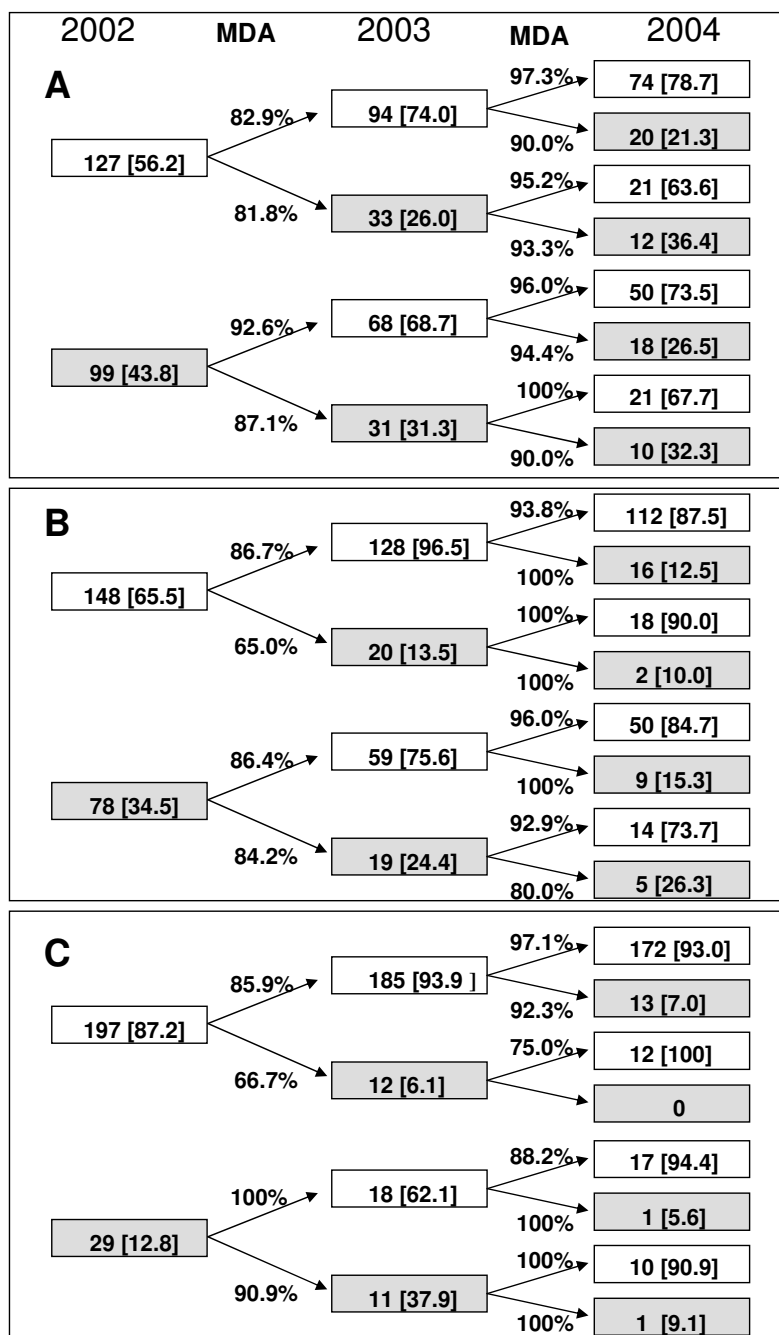 2002 MDA 2003 MDA 2004
A
97.3% 74 [78.7]
82.9% 94 [74.0]
90.0% 20 [21.3]
127 [56.2]
95.2% 21 [63.6]
81.8% 33 [26.0]
93.3% 12 [36.4]
96.0% 50 [73.5]
92.6% 68 [68.7]
94.4% 18 [26.5]
99 [43.8]
100% 21 [67.7]
87.1% 31 [31.3]
90.0% 10 [32.3]
B
93.8% 112 [87.5]
86.7% 128 [96.5]
100% 16 [12.5]
148 [65.5]
100% 18 [90.0]
65.0% 20 [13.5]
100% 2 [10.0]
96.0% 50 [84.7]
86.4% 59 [75.6]
100% 9 [15.3]
78 [34.5]
92.9% 14 [73.7]
84.2% 19 [24.4]
80.0% 5 [26.3]
C
97.1% 172 [93.0]
85.9% 185 [93.9 ]
92.3% 13 [7.0]
197 [87.2]
75.0% 12 [100]
66.7% 12 [6.1]
0
88.2% 17 [94.4]
100% 18 [62.1]
100% 1 [5.6]
29 [12.8]
100% 10 [90.9]
90.9% 11 [37.9]
100% 1 [9.1]